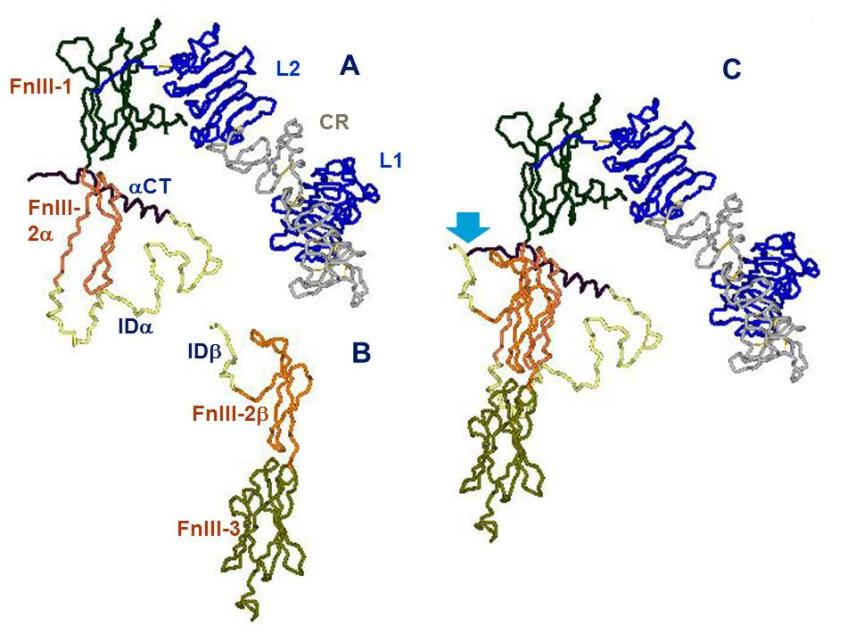 A
C
L2
FnIII-1
CR
L1
αCT
FnIII-
2α
IDα
IDβ
B
FnIII-2β
FnIII-3